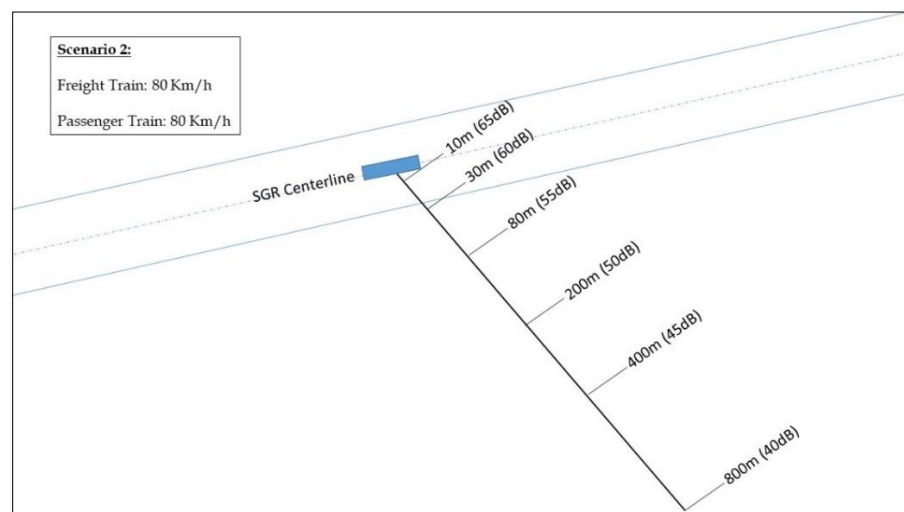 Scenario 2:
Freight Train: 80 Km/h
Passenger Train: 80 Km/h
SGR Centerline
10m (65dB)
30m (60dB)
80m (55dB)
200m (50dB)
400m (45dB)
800m (40dB)